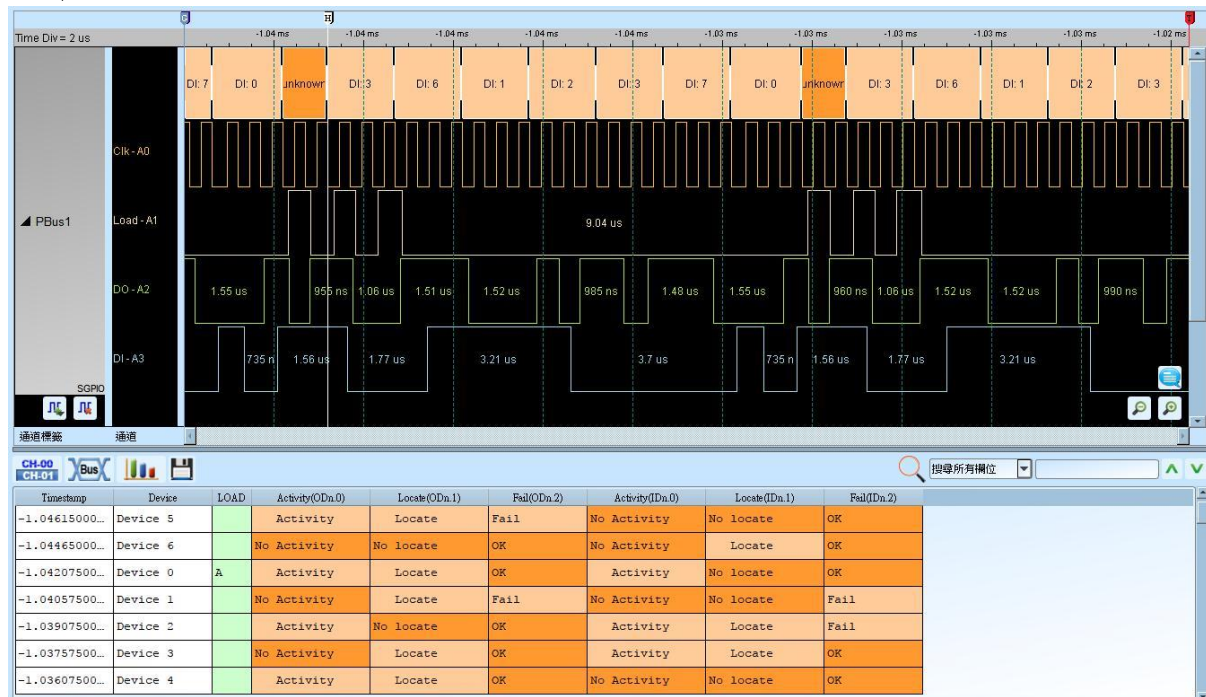 Time Div = 2 us
-1.04 ms -1.04 ms -1.04 ms -1.04 ms -1.04 ms -1.03 ms -1.03 ms -1.03 ms -1.03 ms -1.03 ms -1.02 ms
G H T
DI: 7 DI: 0 unknown DI: 3 DI: 6 DI: 1 DI: 2 DI: 3 DI: 7 DI: 0 unknown DI: 3 DI: 6 DI: 1 DI: 2 DI: 3
Clk - A0
PBus1 Load - A1 9.04 us
DO - A2 1.55 us 955 ns 1.06 us 1.51 us 1.52 us 985 ns 1.48 us 1.55 us 960 ns 1.06 us 1.52 us 1.52 us 990 ns
DI - A3 735 n 1.56 us 1.77 us 3.21 us 3.7 us 735 n 1.56 us 1.77 us 3.21 us
SGPIO
通道標籤 通道
CH-00
CH-01 Bus 搜尋所有欄位
Timestamp Device LOAD Activity(ODn.0) Locate(ODn.1) Fail(ODn.2) Activity(IDn.0) Locate(IDn.1) Fail(IDn.2)
-1.04615000... Device 5 Activity Locate Fail No Activity No locate OK
-1.04465000... Device 6 No Activity No locate OK No Activity Locate OK
-1.04207500... Device 0 A Activity Locate OK Activity No locate OK
-1.04057500... Device 1 No Activity Locate Fail No Activity No locate Fail
-1.03907500... Device 2 Activity No locate OK Activity Locate Fail
-1.03757500... Device 3 No Activity Locate OK Activity Locate OK
-1.03607500... Device 4 Activity Locate OK No Activity No locate OK